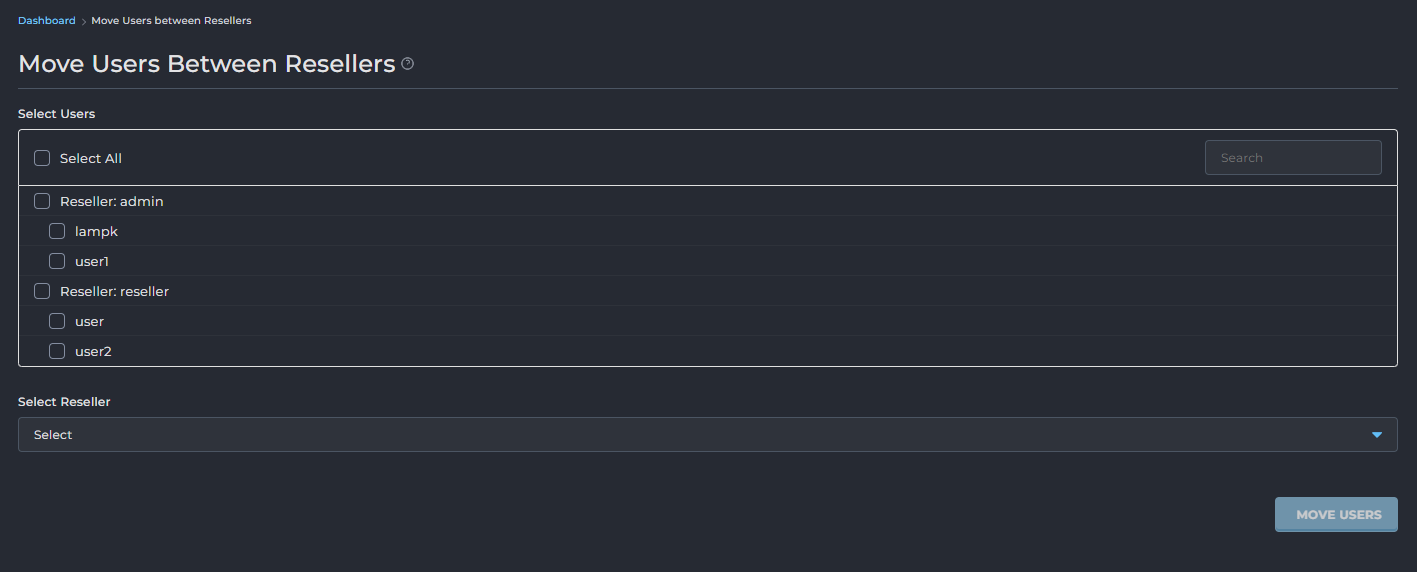 Dashboard > Move Users between Resellers
Move Users Between Resellers
Select Users
Select All
Search
Reseller: admin
lampk
user1
Reseller: reseller
user
user2
Select Reseller
Select
MOVE USERS